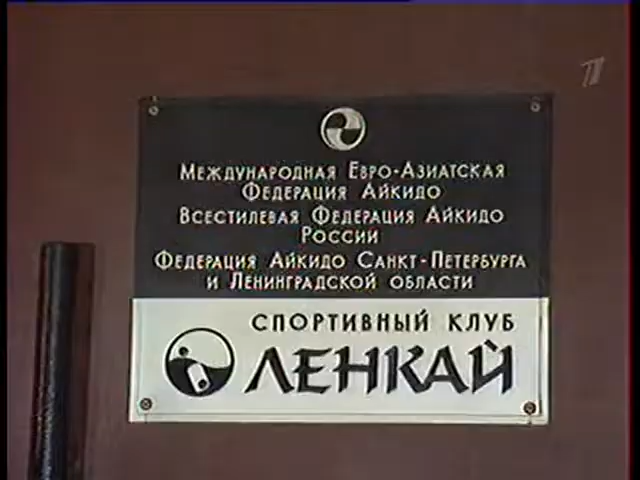 Международная Евро-Азиатская
Федерация Айкидо
Всестилевая Федерация Айкидо
России
Федерация Айкидо Санкт-Петербурга
и Ленинградской области
СПОРТИВНЫЙ КЛУБ
ЛЕНКАЙ